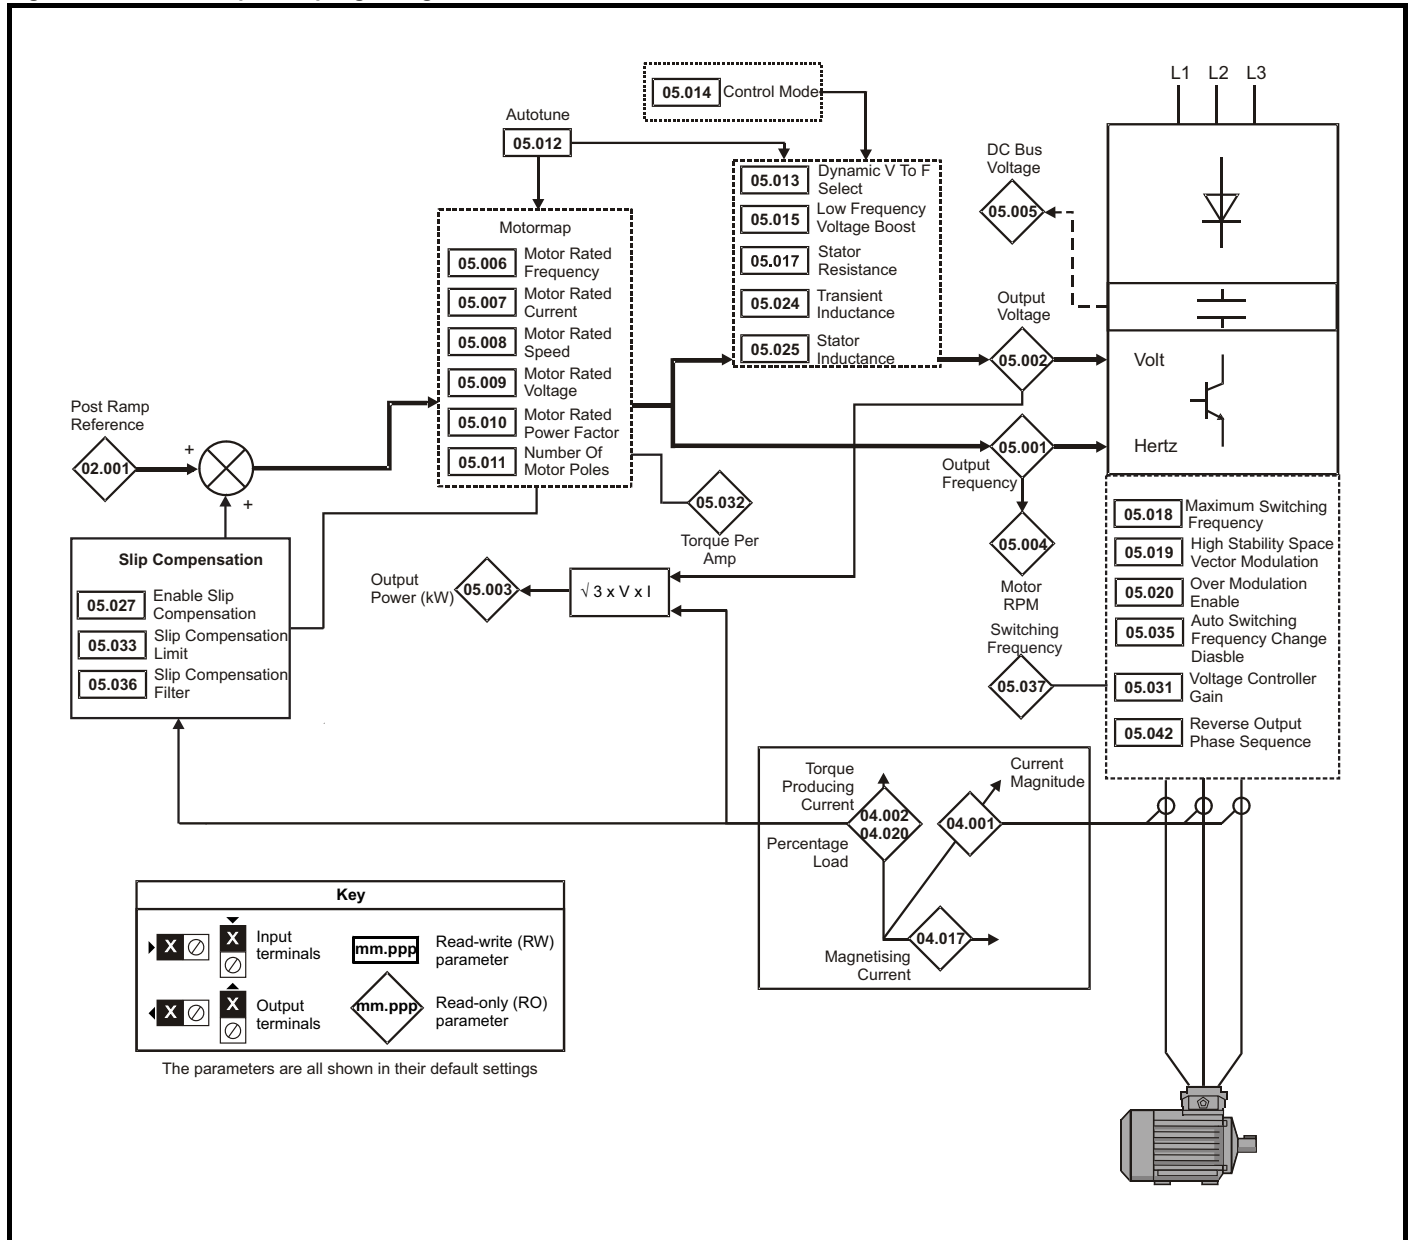 L1 L2 L3
05.014 Control Mode
Autotune
05.012
DC Bus
Voltage
05.005
05.013 Dynamic V To F
Select
05.015 Low Frequency
Voltage Boost
05.017 Stator
Resistance
05.024 Transient
Inductance
05.025 Stator
Inductance
Motormap
05.006 Motor Rated
Frequency
05.007 Motor Rated
Current
05.008 Motor Rated
Speed
05.009 Motor Rated
Voltage
05.010 Motor Rated
Power Factor
05.011 Number Of
Motor Poles
Output
Voltage
05.002
Volt
Post Ramp
Reference
02.001
+
+
05.001
Output
Frequency
Hertz
05.032
Torque Per
Amp
05.004
Motor
RPM
Slip Compensation
05.027 Enable Slip
Compensation
05.033 Slip Compensation
Limit
05.036 Slip Compensation
Filter
Output
Power (kW)
05.003
√ 3 x V x I
Switching
Frequency
05.037
05.018 Maximum Switching
Frequency
05.019 High Stability Space
Vector Modulation
05.020 Over Modulation
Enable
05.035 Auto Switching
Frequency Change
Diasble
05.031 Voltage Controller
Gain
05.042 Reverse Output
Phase Sequence
Torque
Producing
Current
04.002
04.020
Percentage
Load
Current
Magnitude
04.001
04.017
Magnetising
Current
Key
X X Input
terminals
mm.ppp Read-write (RW)
parameter
X X Output
terminals
mm.ppp Read-only (RO)
parameter
The parameters are all shown in their default settings